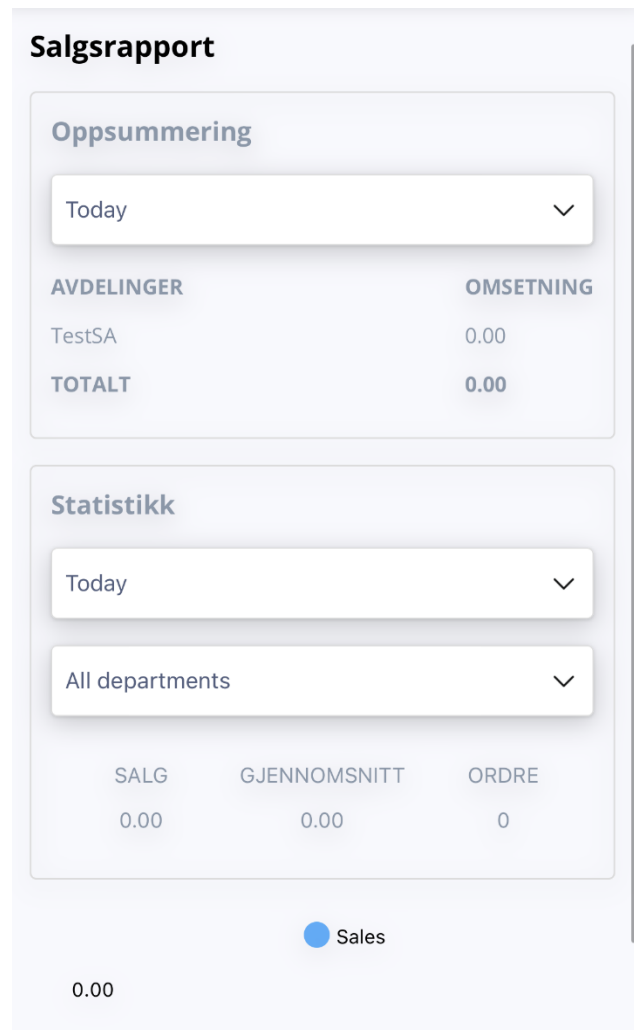 Salgsrapport
Oppsummering
Today
AVDELINGER OMSETNING
TestSA 0.00
TOTALT 0.00
Statistikk
Today
All departments
SALG GJENNOMSNITT ORDRE
0.00 0.00 0
Sales
0.00